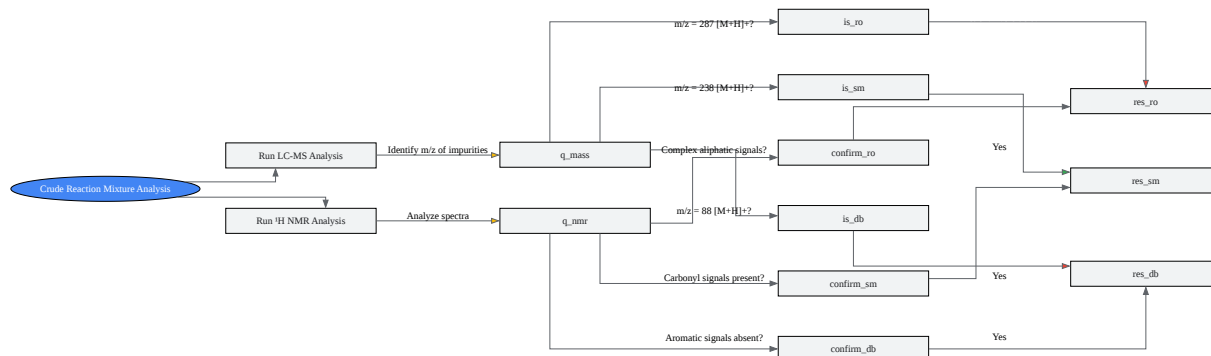 m/z = 287 [M+H]+?
is_ro
m/z = 238 [M+H]+?
is_sm
res_ro
Run LC-MS Analysis
Identify m/z of impurities
q_mass
Complex aliphatic signals?
confirm_ro
Yes
Crude Reaction Mixture Analysis
res_sm
Run ¹H NMR Analysis
Analyze spectra
q_nmr
m/z = 88 [M+H]+?
is_db
Carbonyl signals present?
confirm_sm
Yes
res_db
Aromatic signals absent?
confirm_db
Yes